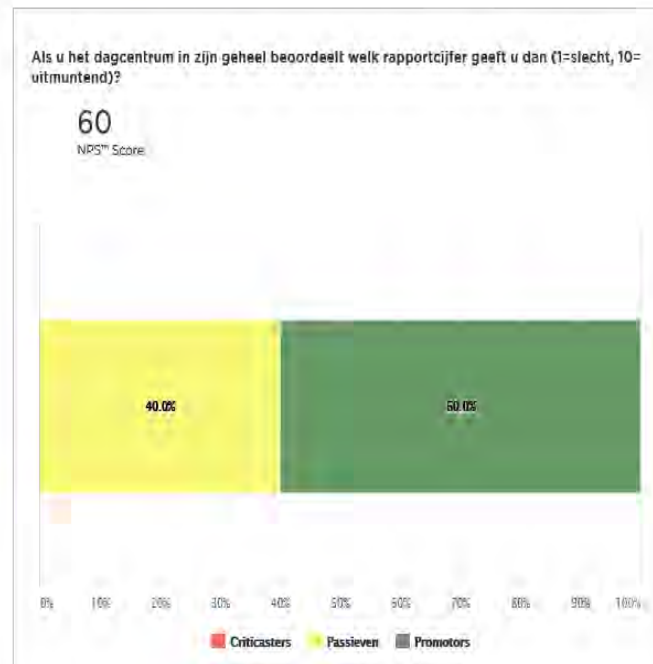 Als u het dagcentrum in zijn geheel beoordeelt welk rapportcijfer geeft u dan (1=slecht, 10=
uitmuntend)?
60
NPS™ Score
40.0% 60.0%
0% 10% 20% 30% 40% 50% 60% 70% 80% 90% 100%
Criticasters Passieven Promotors